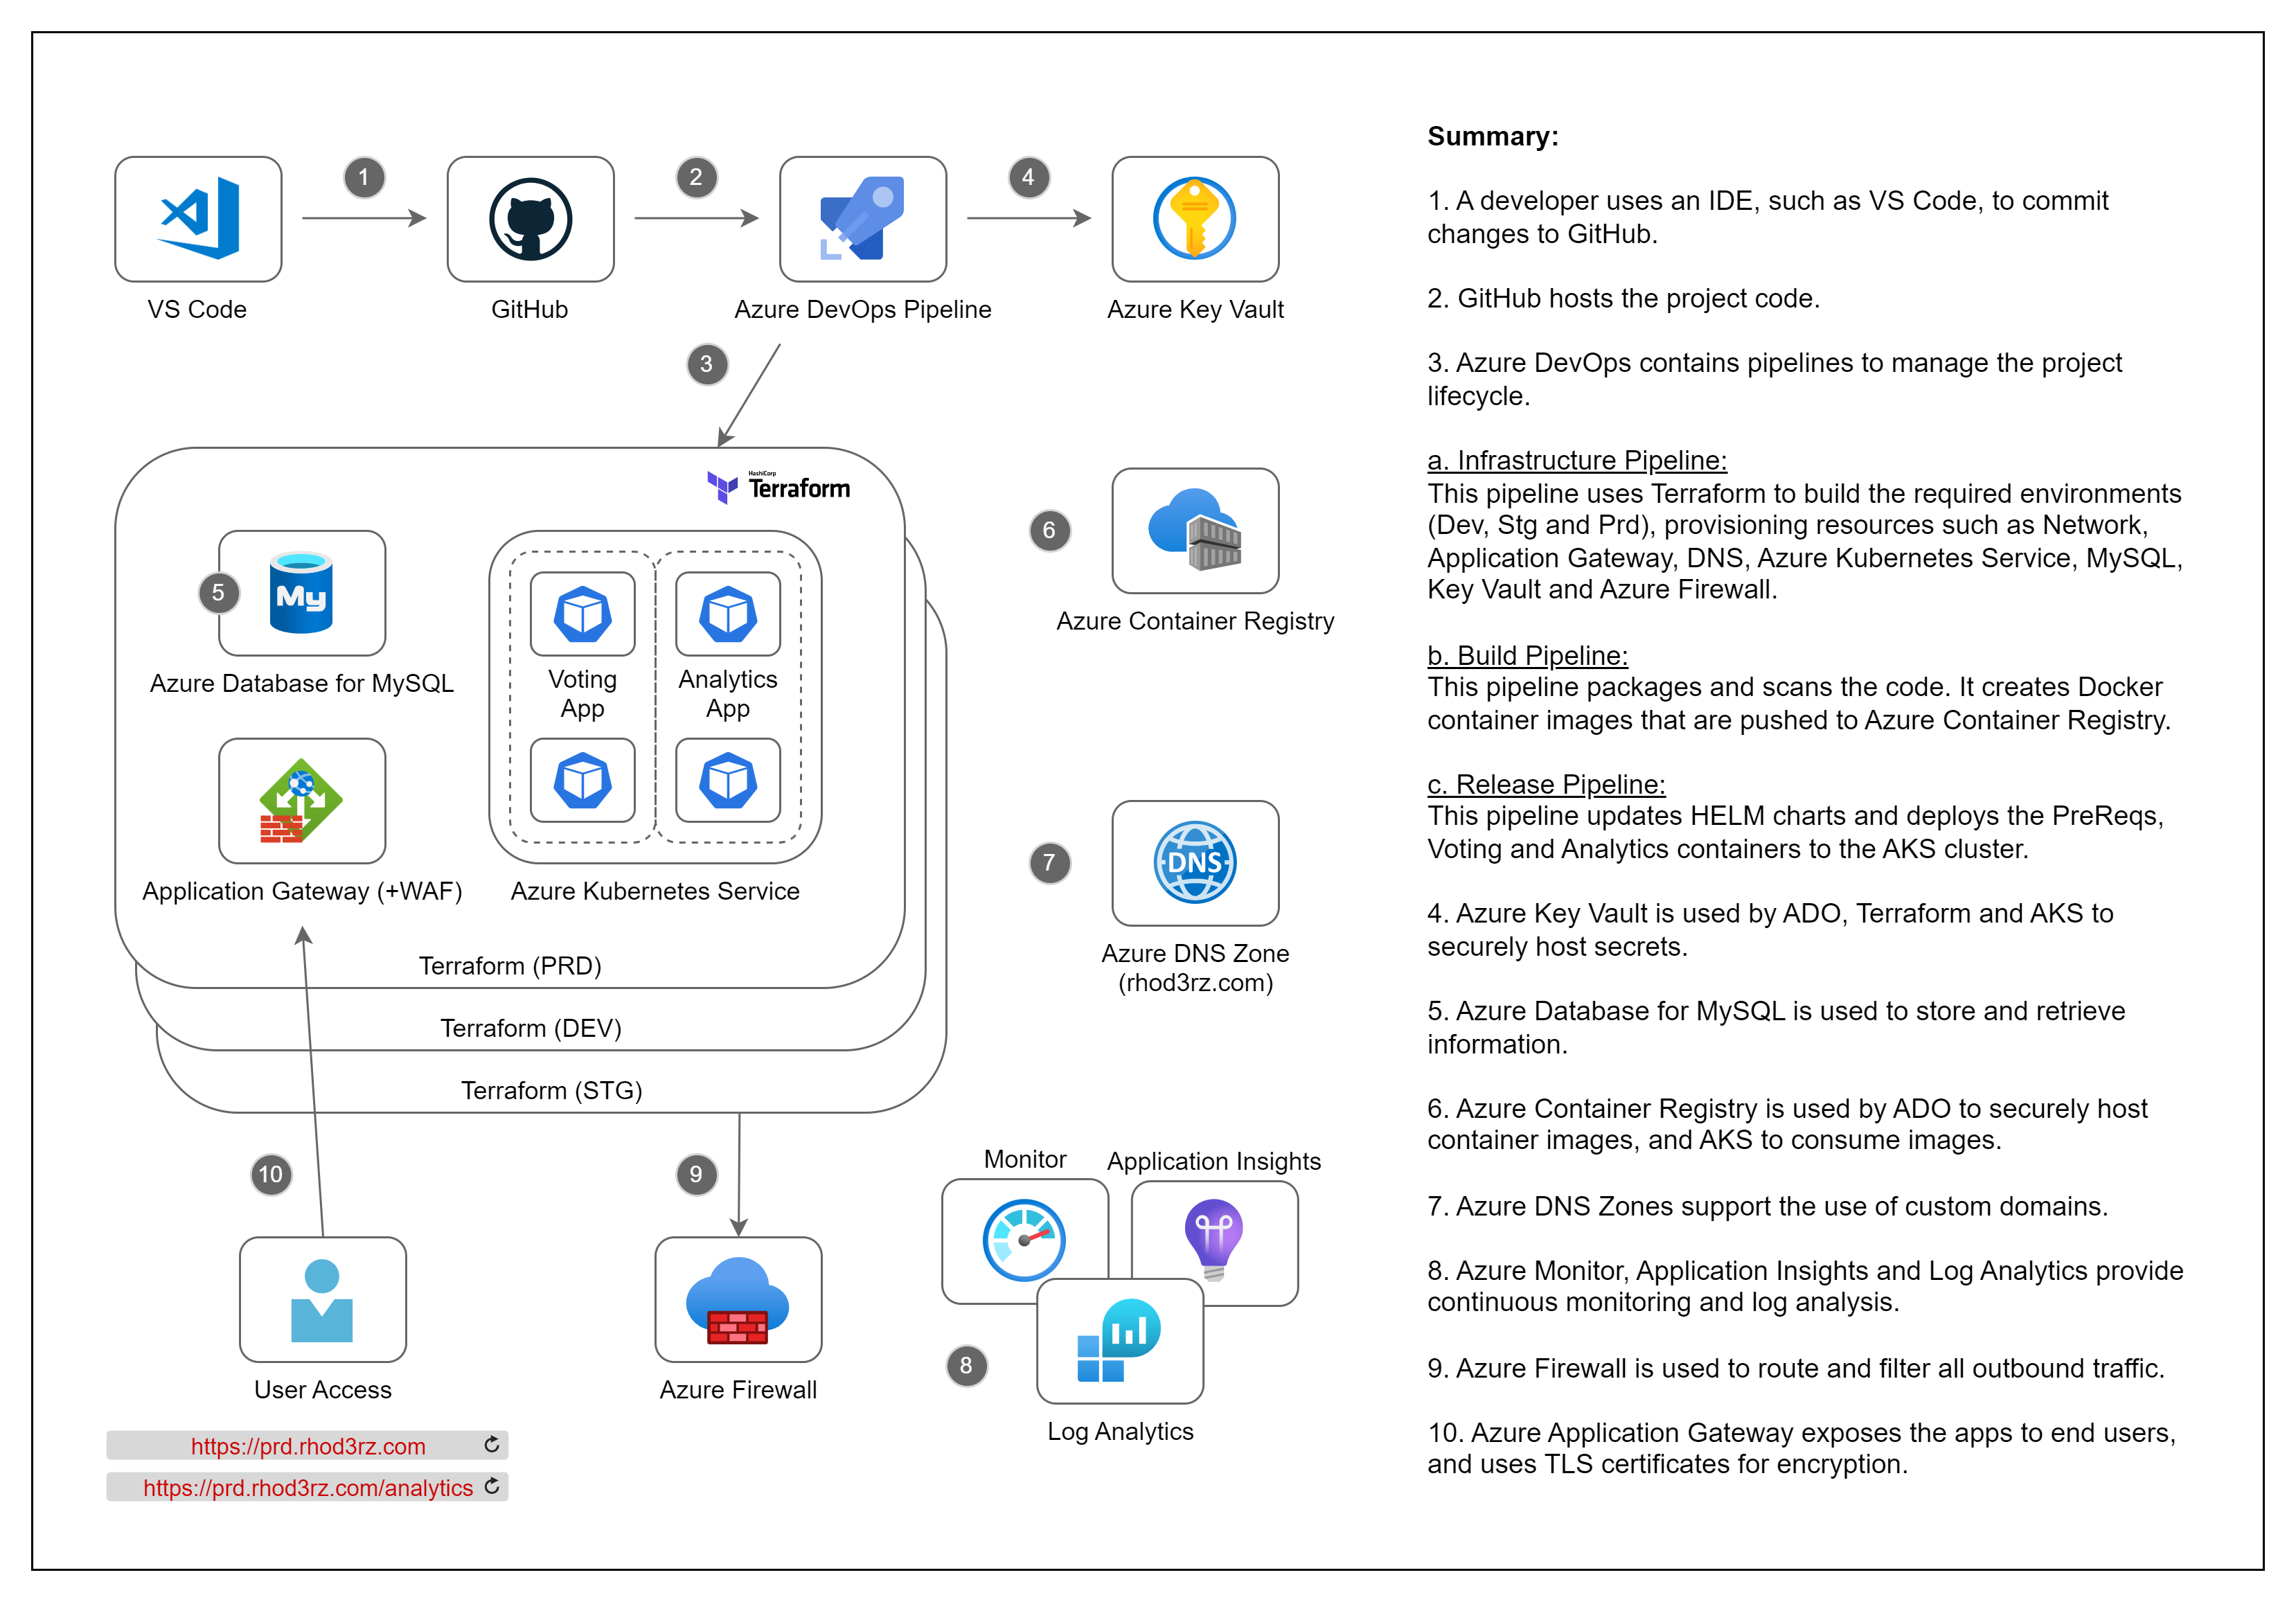 1
2
4
VS Code
GitHub
Azure DevOps Pipeline
Azure Key Vault
3
HashiCorp
Terraform
5
My
Azure Database for MySQL
Voting
App
Analytics
App
Application Gateway (+WAF)
Azure Kubernetes Service
Terraform (PRD)
Terraform (DEV)
Terraform (STG)
6
Azure Container Registry
7
DNS
Azure DNS Zone
(rhod3rz.com)
10
9
Monitor
Application Insights
8
User Access
Azure Firewall
Log Analytics
https://prd.rhod3rz.com
https://prd.rhod3rz.com/analytics
Summary:
1. A developer uses an IDE, such as VS Code, to commit
changes to GitHub.
2. GitHub hosts the project code.
3. Azure DevOps contains pipelines to manage the project
lifecycle.
a. Infrastructure Pipeline:
This pipeline uses Terraform to build the required environments
(Dev, Stg and Prd), provisioning resources such as Network,
Application Gateway, DNS, Azure Kubernetes Service, MySQL,
Key Vault and Azure Firewall.
b. Build Pipeline:
This pipeline packages and scans the code. It creates Docker
container images that are pushed to Azure Container Registry.
c. Release Pipeline:
This pipeline updates HELM charts and deploys the PreReqs,
Voting and Analytics containers to the AKS cluster.
4. Azure Key Vault is used by ADO, Terraform and AKS to
securely host secrets.
5. Azure Database for MySQL is used to store and retrieve
information.
6. Azure Container Registry is used by ADO to securely host
container images, and AKS to consume images.
7. Azure DNS Zones support the use of custom domains.
8. Azure Monitor, Application Insights and Log Analytics provide
continuous monitoring and log analysis.
9. Azure Firewall is used to route and filter all outbound traffic.
10. Azure Application Gateway exposes the apps to end users,
and uses TLS certificates for encryption.